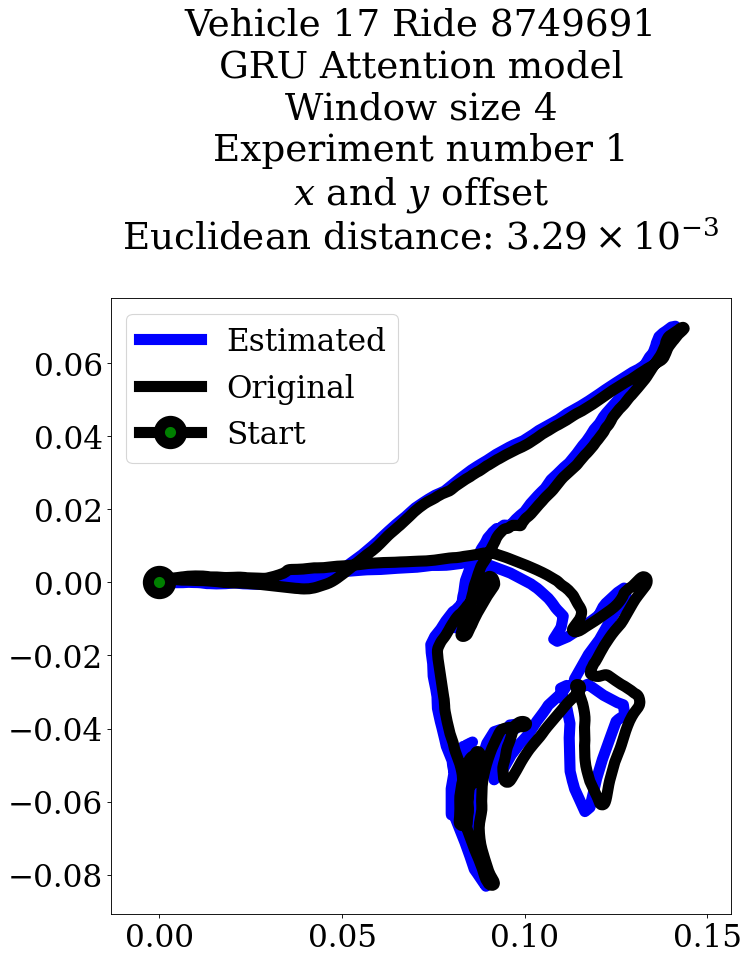 Vehicle 17 Ride 8749691
GRU Attention model
Window size 4
Experiment number 1
x and y offset
Euclidean distance: 3.29 × 10⁻³
Estimated
Original
Start
0.06
0.04
0.02
0.00
−0.02
−0.04
−0.06
−0.08
0.00 0.05 0.10 0.15